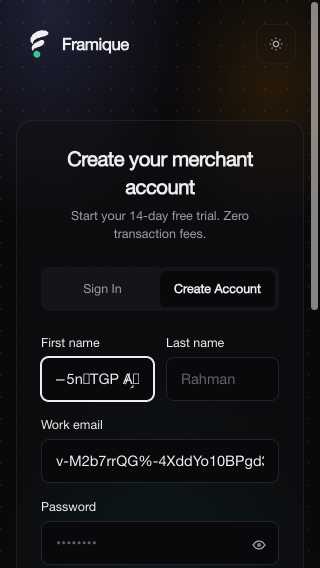 Framique
Create your merchant
account
Start your 14-day free trial. Zero
transaction fees.
Sign In
Create Account
First name
Last name
Rahman
Work email
v-M2b7rrQG%-4XddYo10BPgd
Password